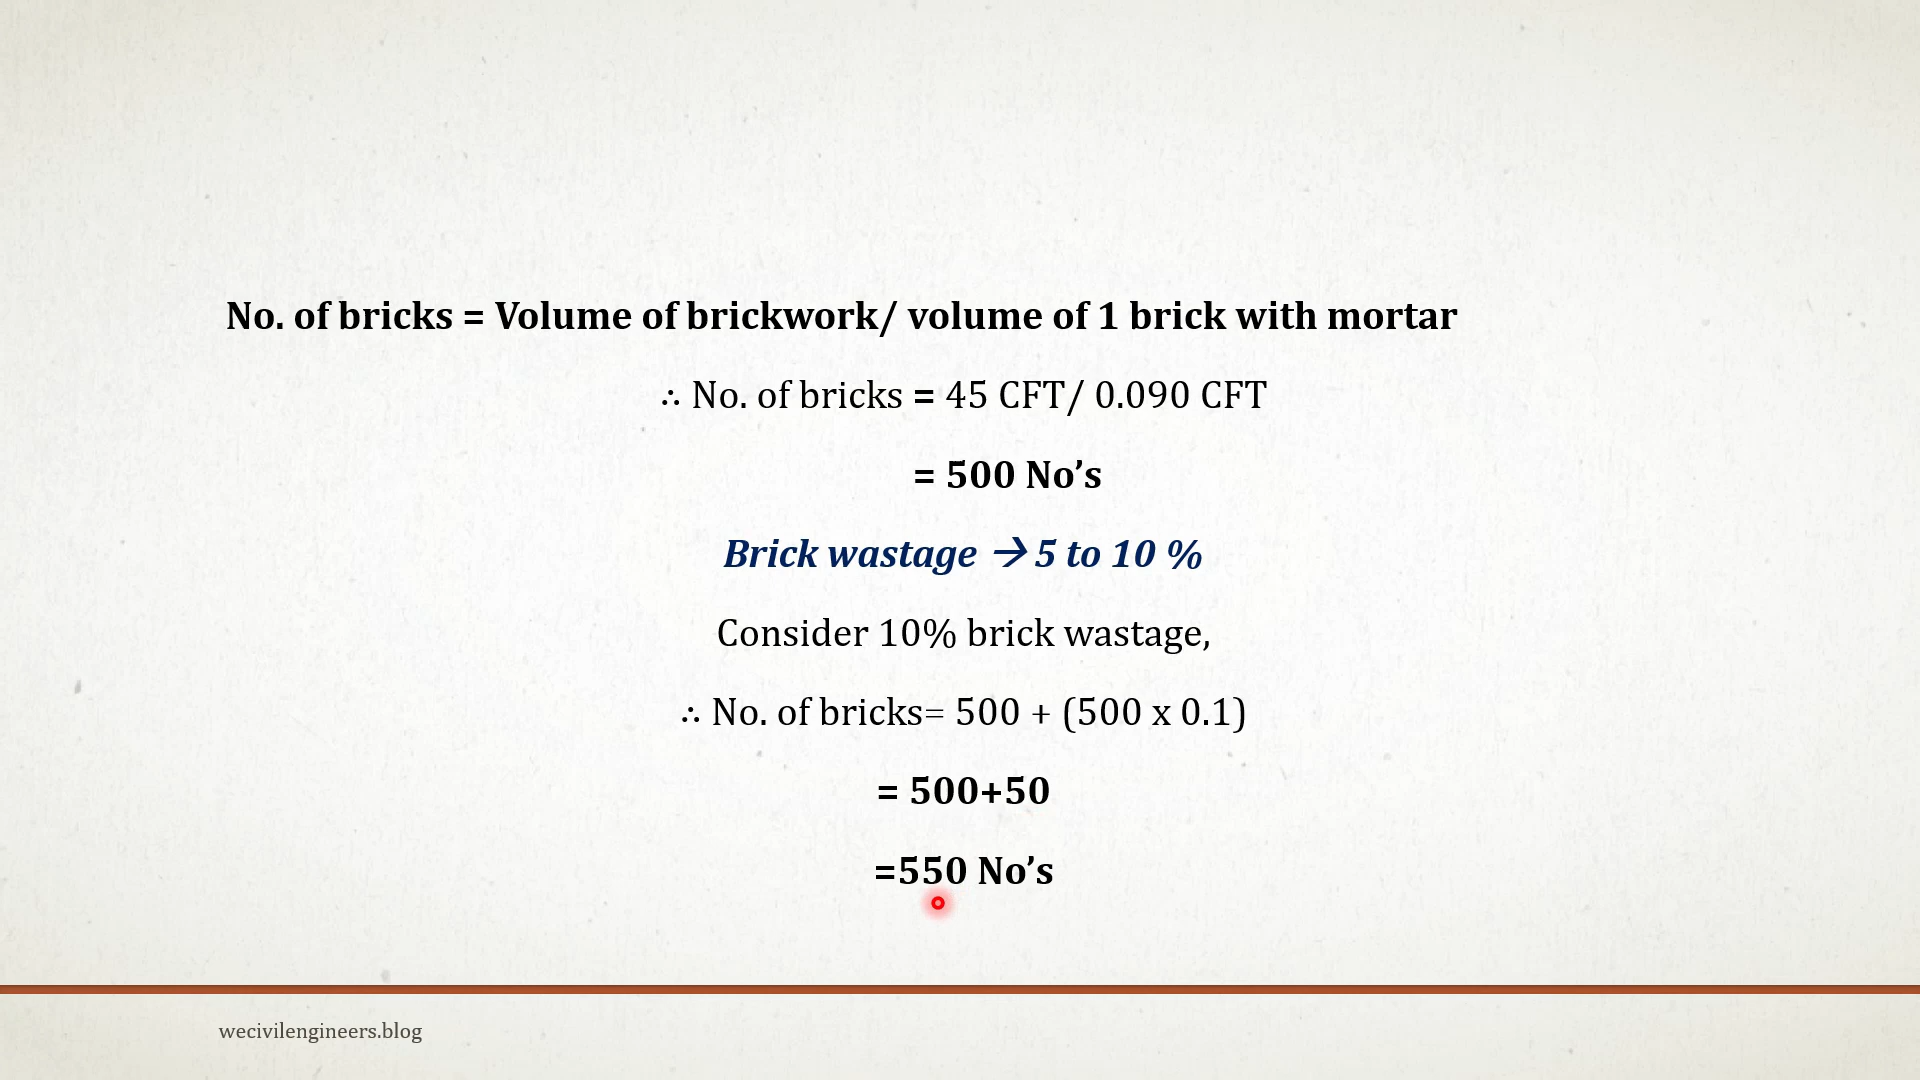 No. of bricks = Volume of brickwork/ volume of 1 brick with mortar
∴ No. of bricks = 45 CFT/ 0.090 CFT
= 500 No’s
Brick wastage → 5 to 10 %
Consider 10% brick wastage,
∴ No. of bricks= 500 + (500 x 0.1)
= 500+50
=550 No’s
wecivilengineers.blog